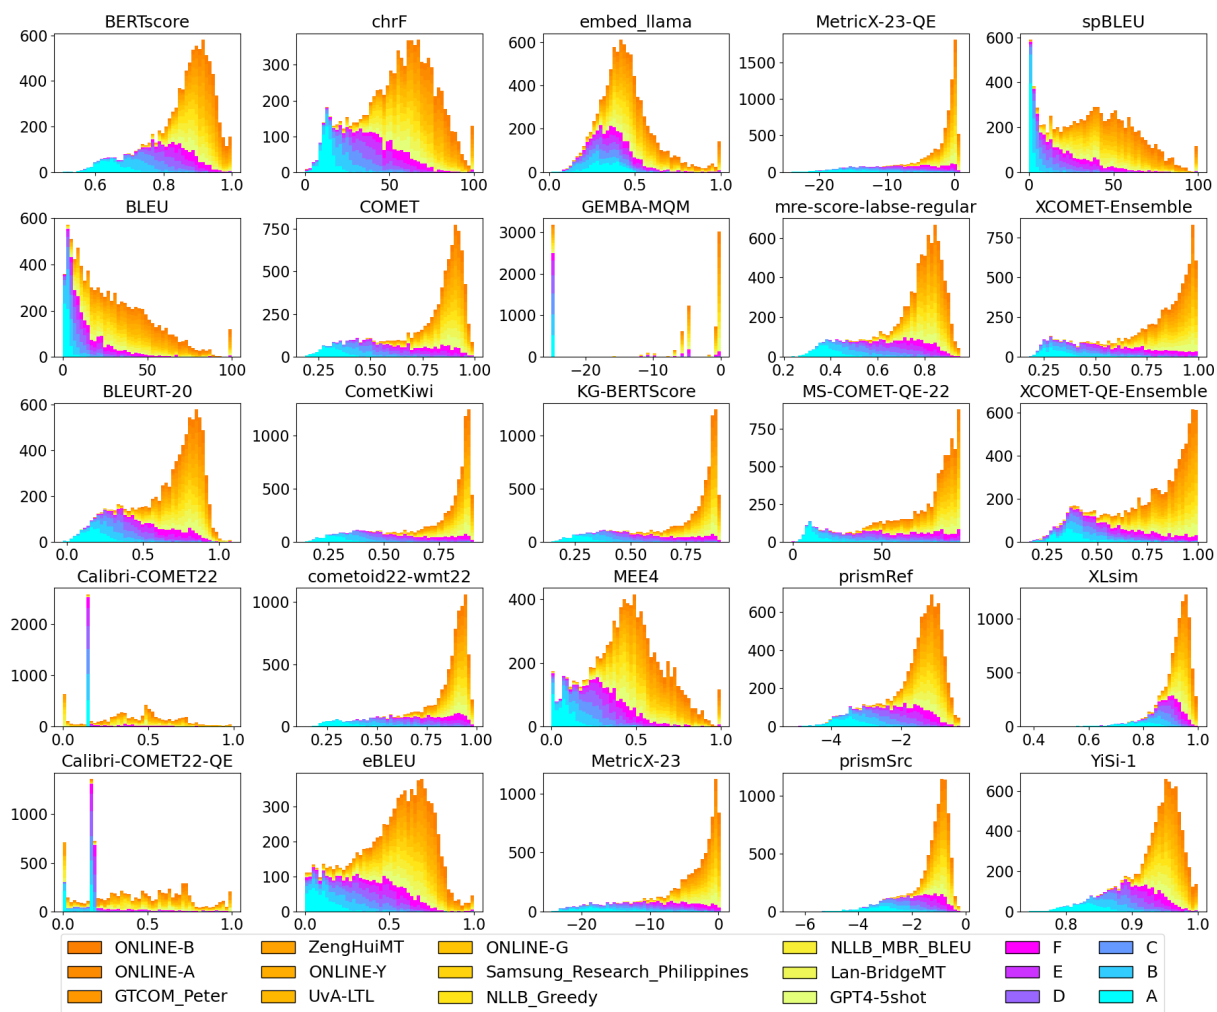 BERTscore chrF embed_llama MetricX-23-QE spBLEU
600 400 200 0 0.6 0.8 1.0
300 200 100 0 0 50 100
600 400 200 0 0.0 0.5 1.0
1500 1000 500 0 −20 −10 0
600 400 200 0 0 50 100
BLEU COMET GEMBA-MQM mre-score-labse-regular XCOMET-Ensemble
600 400 200 0 0 50 100
750 500 250 0 0.25 0.50 0.75 1.00
3000 2000 1000 0 −20 −10 0
600 400 200 0 0.2 0.4 0.6 0.8
750 500 250 0 0.25 0.50 0.75 1.00
BLEURT-20 CometKiwi KG-BERTScore MS-COMET-QE-22 XCOMET-QE-Ensemble
600 400 200 0 0.0 0.5 1.0
1000 500 0 0.25 0.50 0.75
1000 500 0 0.25 0.50 0.75
750 500 250 0 0 50
600 400 200 0 0.25 0.50 0.75 1.00
Calibri-COMET22 cometoid22-wmt22 MEE4 prismRef XLsim
2000 1000 0 0.0 0.5 1.0
1000 500 0 0.25 0.50 0.75 1.00
400 200 0 0.0 0.5 1.0
600 400 200 0 −4 −2
1000 500 0 0.4 0.6 0.8 1.0
Calibri-COMET22-QE eBLEU MetricX-23 prismSrc YiSi-1
1000 500 0 0.0 0.5 1.0
300 200 100 0 0.0 0.5 1.0
1000 500 0 −20 −10 0
1000 500 0 −6 −4 −2 0
600 400 200 0 0.8 0.9 1.0
ONLINE-B ZengHuiMT ONLINE-G NLLB_MBR_BLEU F C
ONLINE-A ONLINE-Y Samsung_Research_Philippines Lan-BridgeMT E B
GTCOM_Peter UvA-LTL NLLB_Greedy GPT4-5shot D A